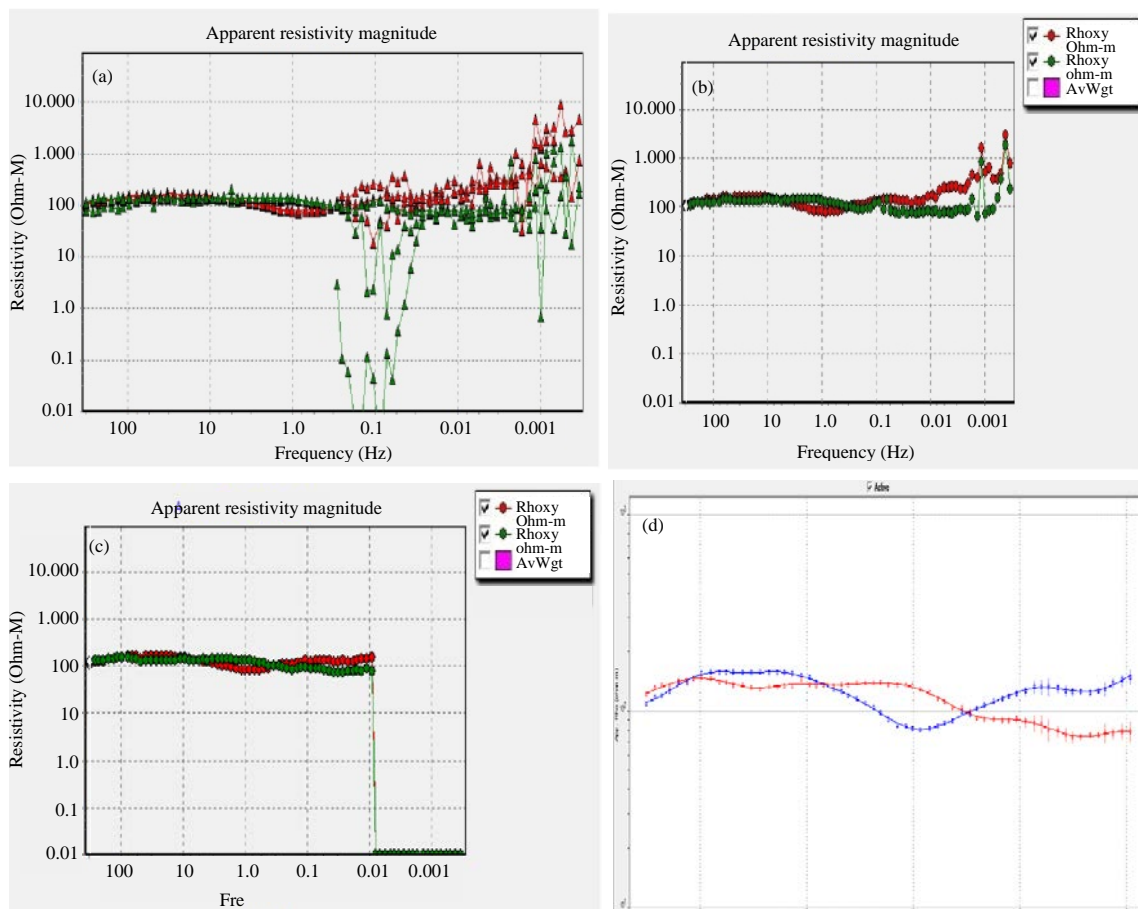 Apparent resistivity magnitude
(a)
10.000
1.000
100
10
1.0
0.1
0.01
Resistivity (Ohm-M)
100
10
1.0
0.1
0.01
0.001
Frequency (Hz)
Apparent resistivity magnitude
(b)
Rhoxy
Ohm-m
Rhoxy
ohm-m
AvWgt
10.000
1.000
100
10
1.0
0.1
0.01
Resistivity (Ohm-M)
100
10
1.0
0.1
0.01
0.001
Frequency (Hz)
Apparent resistivity magnitude
(c)
Rhoxy
Ohm-m
Rhoxy
ohm-m
AvWgt
10.000
1.000
100
10
1.0
0.1
0.01
Resistivity (Ohm-M)
100
10
1.0
0.1
0.01
0.001
Fre
Active
(d)